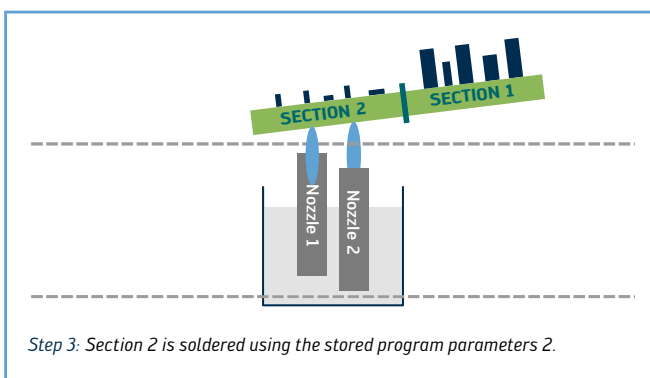 SECTION 2
SECTION 1
Nozzle 1
Nozzle 2
Step 3: Section 2 is soldered using the stored program parameters 2.